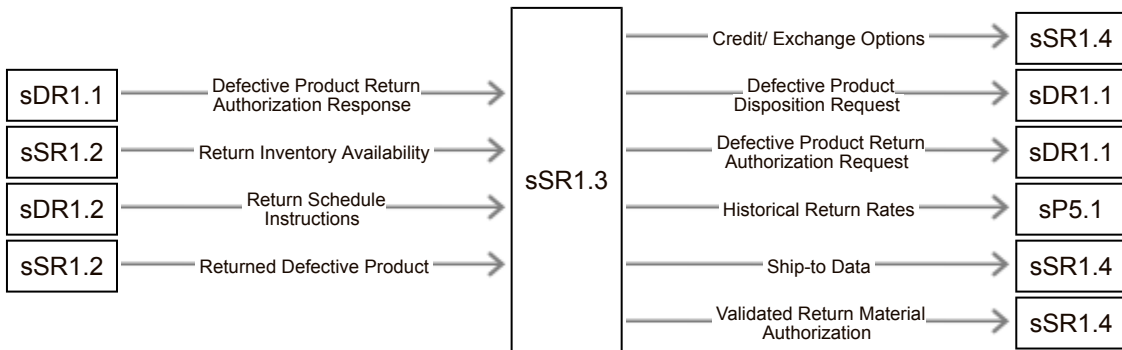 sDR1.1
Defective Product Return
Authorization Response
sSR1.2
Return Inventory Availability
sDR1.2
Return Schedule
Instructions
sSR1.2
Returned Defective Product
sSR1.3
Credit/ Exchange Options
sSR1.4
Defective Product
Disposition Request
sDR1.1
Defective Product Return
Authorization Request
sDR1.1
Historical Return Rates
sP5.1
Ship-to Data
sSR1.4
Validated Return Material
Authorization
sSR1.4